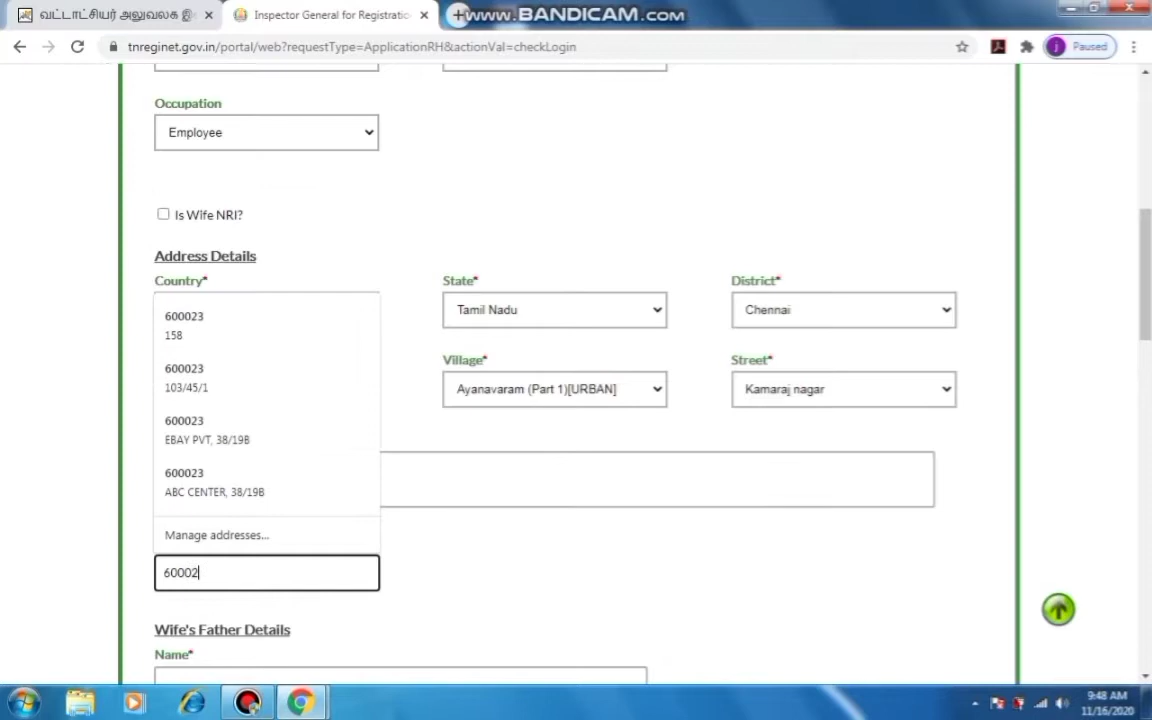 வட்டாட்சியர் அலுவலக இ
Inspector General for Registratio
www.BANDICAM.com
tnreginet.gov.in/portal/web?requestType=ApplicationRH&actionVal=checkLogin
Paused
Occupation
Employee
Is Wife NRI?
Address Details
Country* State* District*
Tamil Nadu Chennai
600023
158
Village* Street*
600023
103/45/1
Ayanavaram (Part 1)[URBAN] Kamaraj nagar
600023
EBAY PVT, 38/19B
600023
ABC CENTER, 38/19B
Manage addresses...
60002
Wife's Father Details
Name*
9:48 AM
11/16/2020